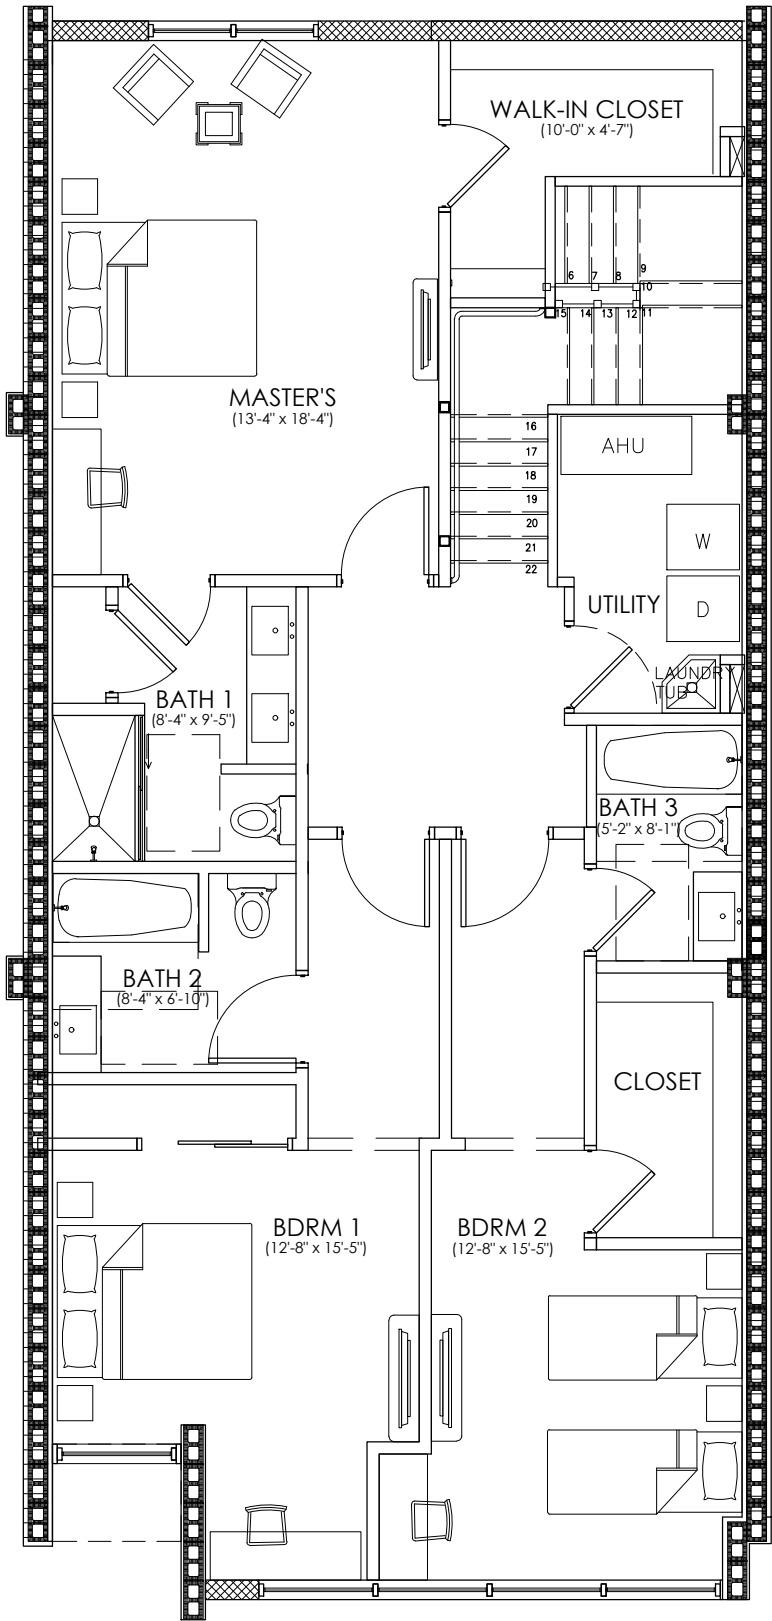 WALK-IN CLOSET
(10'-0" x 4'-7")
6 7 8 9
10
15 14 13 12 11
MASTER'S
(13'-4" x 18'-4")
16
17
18
19
20
21
22
AHU
W
D
UTILITY
LAUNDRY
TUB
BATH 1
(8'-4" x 9'-5")
BATH 3
(5'-2" x 8'-1")
BATH 2
(8'-4" x 6'-10")
CLOSET
BDRM 1
(12'-8" x 15'-5")
BDRM 2
(12'-8" x 15'-5")